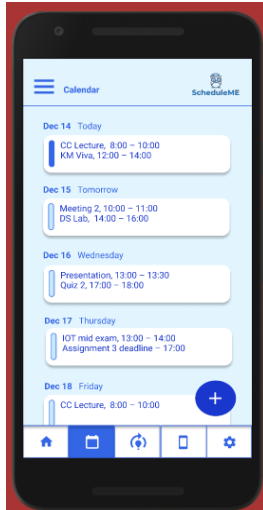 Calendar
ScheduleME
Dec 14 Today
CC Lecture, 8:00 – 10:00
KM Viva, 12:00 – 14:00
Dec 15 Tomorrow
Meeting 2, 10:00 – 11:00
DS Lab, 14:00 – 16:00
Dec 16 Wednesday
Presentation, 13:00 – 13:30
Quiz 2, 17:00 – 18:00
Dec 17 Thursday
IOT mid exam, 13:00 – 14:00
Assignment 3 deadline – 17:00
Dec 18 Friday
CC Lecture, 8:00 – 10:00